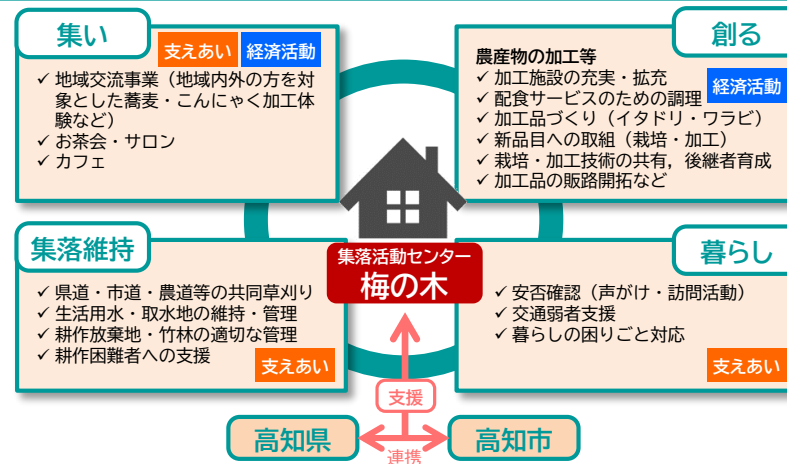 集い
支えあい 経済活動
✓ 地域交流事業（地域内外の方を対
象とした蕎麦・こんにゃく加工体
験など）
✓ お茶会・サロン
✓ カフェ
創る
農産物の加工等
経済活動
✓ 加工施設の充実・拡充
✓ 配食サービスのための調理
✓ 加工品づくり（イタドリ・ワラビ）
✓ 新品目への取組（栽培・加工）
✓ 栽培・加工技術の共有，後継者育成
✓ 加工品の販路開拓など
集落活動センター
梅の木
集落維持
✓ 県道・市道・農道等の共同草刈り
✓ 生活用水・取水地の維持・管理
✓ 耕作放棄地・竹林の適切な管理
✓ 耕作困難者への支援
支えあい
暮らし
✓ 安否確認（声がけ・訪問活動）
✓ 交通弱者支援
✓ 暮らしの困りごと対応
支えあい
支援
高知県
連携
高知市